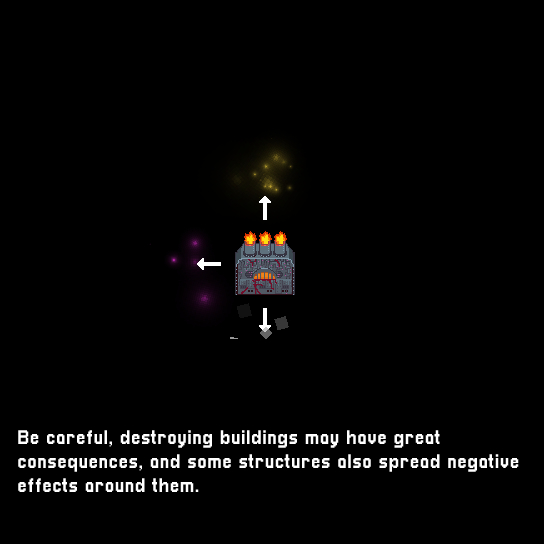 Be careful, destroying buildings may have great
consequences, and some structures also spread negative
effects around them.